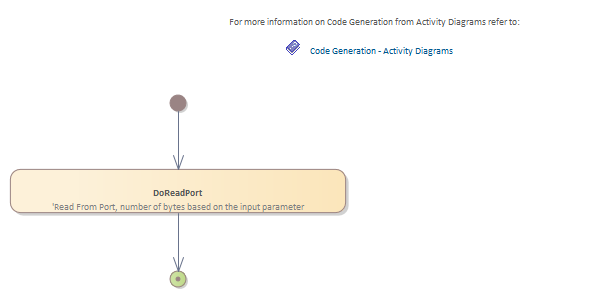 For more information on Code Generation from Activity Diagrams refer to:
Code Generation - Activity Diagrams
DoReadPort
'Read From Port, number of bytes based on the input parameter